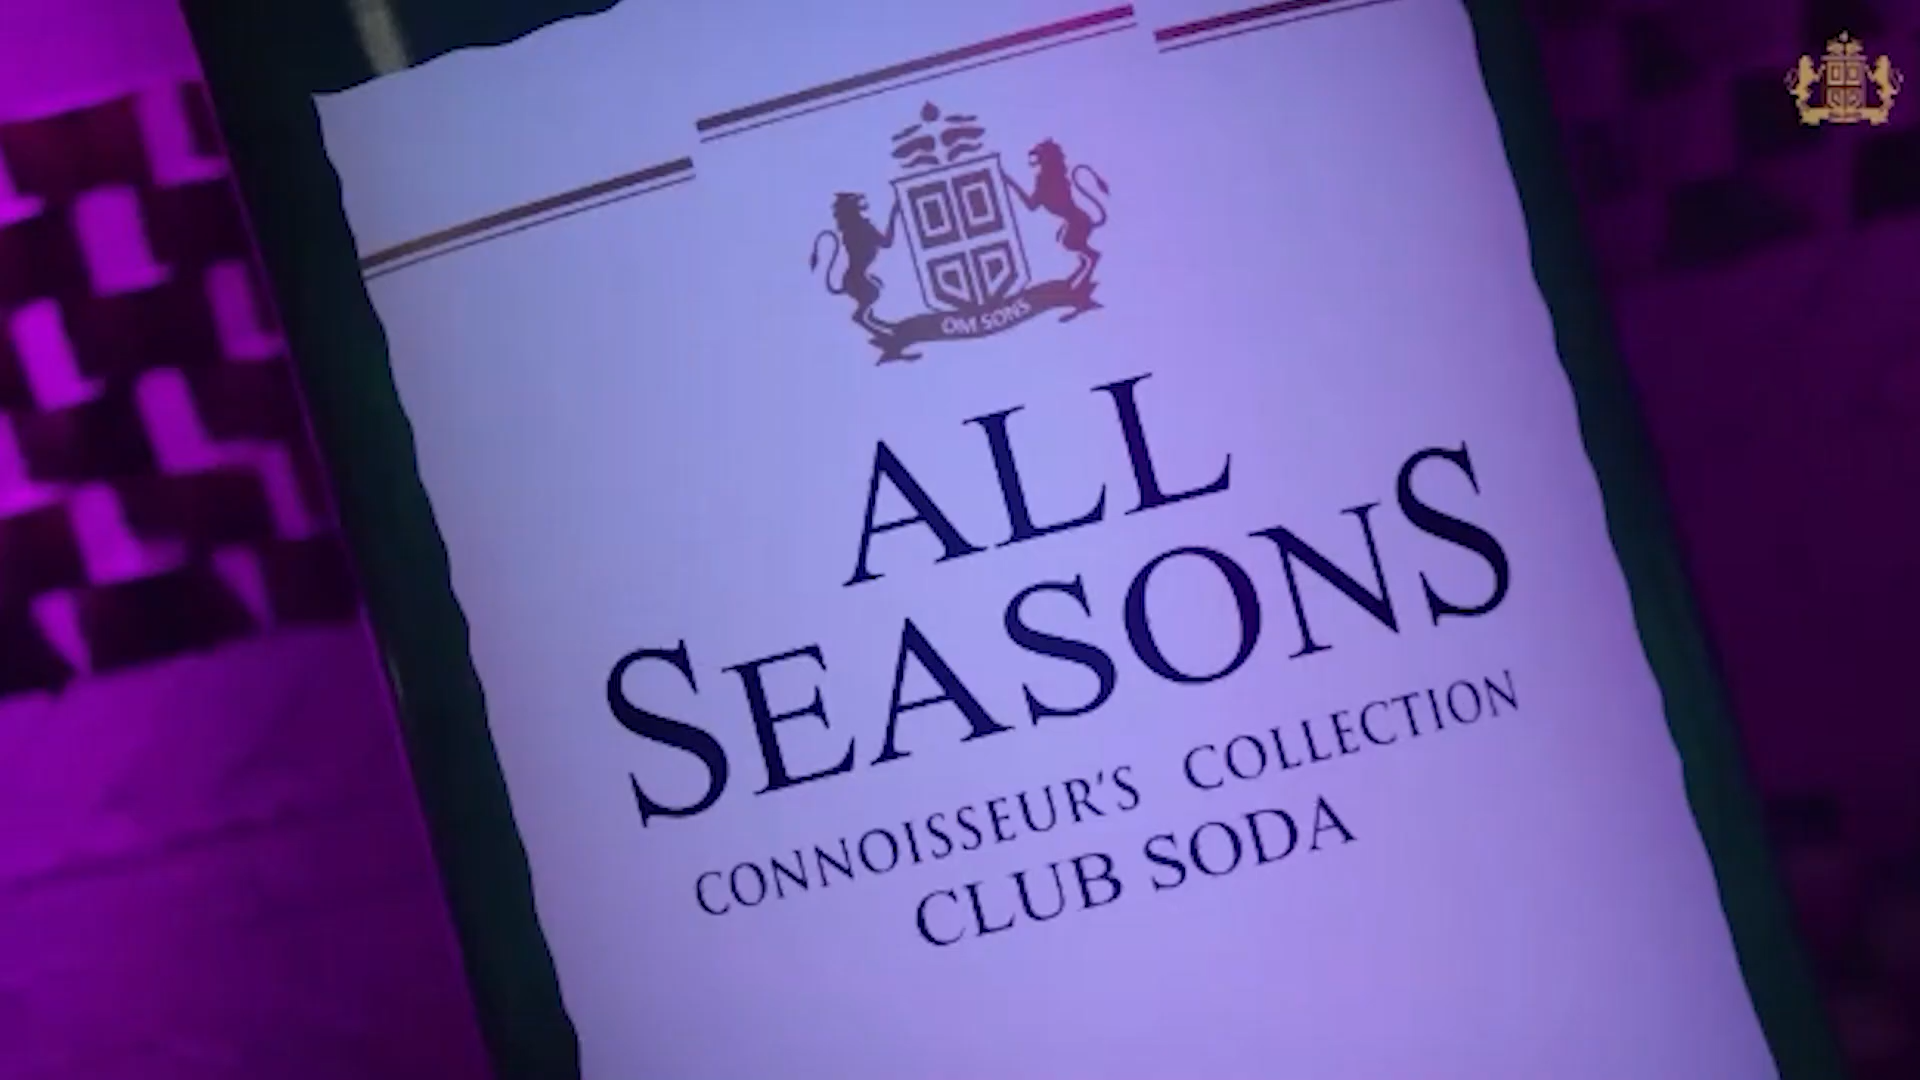 OM SONS
ALL
SEASONS
CONNOISSEUR'S COLLECTION
CLUB SODA